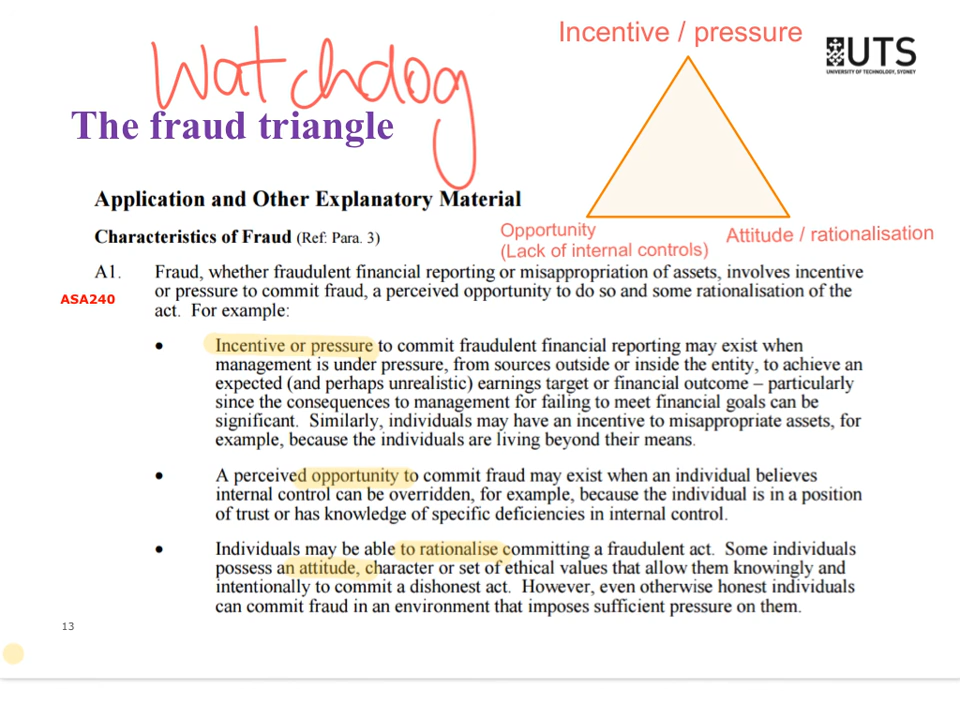 Watchdog
Incentive / pressure
UTS
UNIVERSITY OF TECHNOLOGY, SYDNEY
The fraud triangle
Opportunity
(Lack of internal controls)
Attitude / rationalisation
Application and Other Explanatory Material
Characteristics of Fraud (Ref: Para. 3)
ASA240
A1. Fraud, whether fraudulent financial reporting or misappropriation of assets, involves incentive
or pressure to commit fraud, a perceived opportunity to do so and some rationalisation of the
act. For example:
• Incentive or pressure to commit fraudulent financial reporting may exist when
management is under pressure, from sources outside or inside the entity, to achieve an
expected (and perhaps unrealistic) earnings target or financial outcome – particularly
since the consequences to management for failing to meet financial goals can be
significant. Similarly, individuals may have an incentive to misappropriate assets, for
example, because the individuals are living beyond their means.
• A perceived opportunity to commit fraud may exist when an individual believes
internal control can be overridden, for example, because the individual is in a position
of trust or has knowledge of specific deficiencies in internal control.
• Individuals may be able to rationalise committing a fraudulent act. Some individuals
possess an attitude, character or set of ethical values that allow them knowingly and
intentionally to commit a dishonest act. However, even otherwise honest individuals
can commit fraud in an environment that imposes sufficient pressure on them.
13